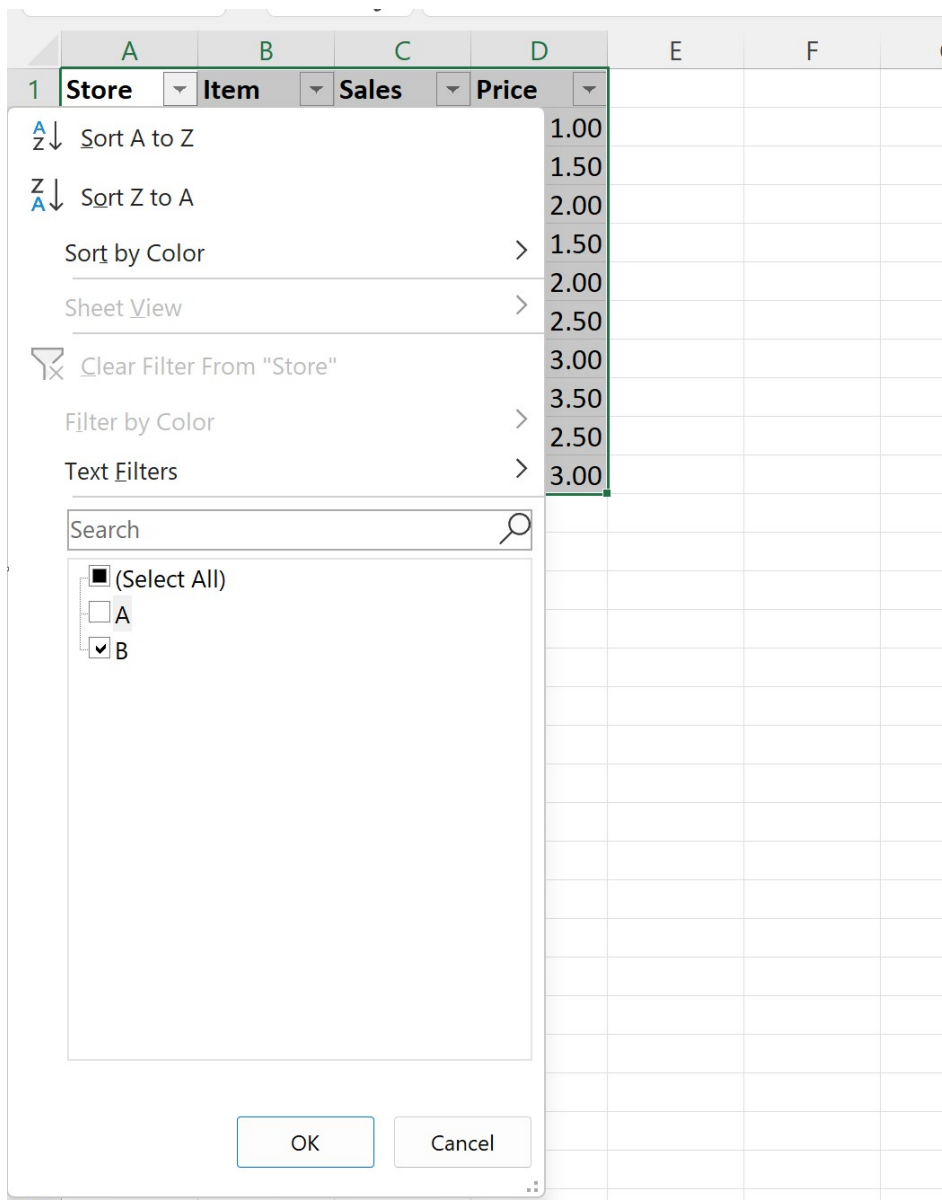 A B C D E F
1 Store Item Sales Price
Sort A to Z
1.00
1.50
Sort Z to A
2.00
Sort by Color
1.50
2.00
Sheet View
2.50
Clear Filter From "Store"
3.00
3.50
Filter by Color
2.50
Text Filters
3.00
Search
(Select All)
A
B
OK Cancel